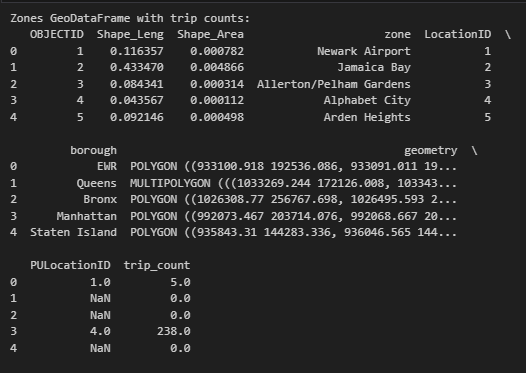 Zones GeoDataFrame with trip counts:
OBJECTID Shape_Leng Shape_Area zone LocationID \
0 1 0.116357 0.000782 Newark Airport 1
1 2 0.433470 0.004866 Jamaica Bay 2
2 3 0.084341 0.000314 Allerton/Pelham Gardens 3
3 4 0.043567 0.000112 Alphabet City 4
4 5 0.092146 0.000498 Arden Heights 5
borough geometry \
0 EWR POLYGON ((933100.918 192536.086, 933091.011 19...
1 Queens MULTIPOLYGON (((1033269.244 172126.008, 103343...
2 Bronx POLYGON ((1026308.77 256767.698, 1026495.593 2...
3 Manhattan POLYGON ((992073.467 203714.076, 992068.667 20...
4 Staten Island POLYGON ((935843.31 144283.336, 936046.565 144...
PULocationID trip_count
0 1.0 5.0
1 NaN 0.0
2 NaN 0.0
3 4.0 238.0
4 NaN 0.0